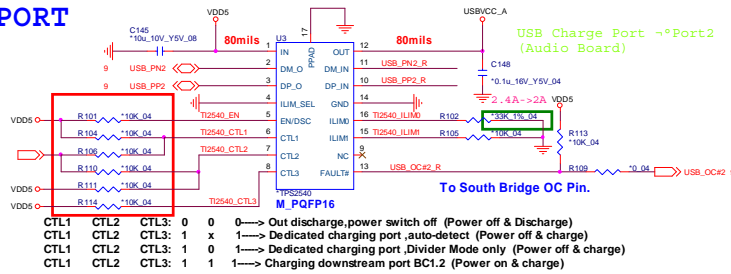 PORT
VDD5
USBVCC_A
C145
*10u_10V_Y5V_08
80mils
U3
17
PPAD
80mils
USB Charge Port ¬°Port2
(Audio Board)
1 IN OUT 12
9 USB_PN2 2 DM_O DM_IN 11 USB_PN2_R
9 USB_PP2 3 DP_O DP_IN 10 USB_PP2_R
C148
*0.1u_16V_Y5V_04
4 ILIM_SEL GND 14
2.4A->2A VDD5
VDD5 R101 *10K_04 TI2540_EN 5 EN/DSC ILIM0 16 TI2540_ILIM0 R102 *33K_1%_04
R104 *10K_04 TI2540_CTL1 6 CTL1 ILIM1 15 TI2540_ILIM1 R105 *10K_04
R113
*10K_04
R106 *10K_04 TI2540_CTL2 7 CTL2 NC 9
R110 *10K_04 8 CTL3 FAULT# 13 USB_OC#2_R R109 *0_04 USB_OC#2
VDD5 R111 *10K_04
VDD5 R114 *10K_04 TI2540_CTL3
*TPS2540
M_PQFP16
To South Bridge OC Pin.
CTL1 CTL2 CTL3: 0 0 0-----> Out discharge,power switch off (Power off & Discharge)
CTL1 CTL2 CTL3: 1 x 1----> Dedicated charging port ,auto-detect (Power off & charge)
CTL1 CTL2 CTL3: 1 0 1----> Dedicated charging port ,Divider Mode only (Power off & charge)
CTL1 CTL2 CTL3: 1 1 1----> Charging downstream port BC1.2 (Power on & charge)